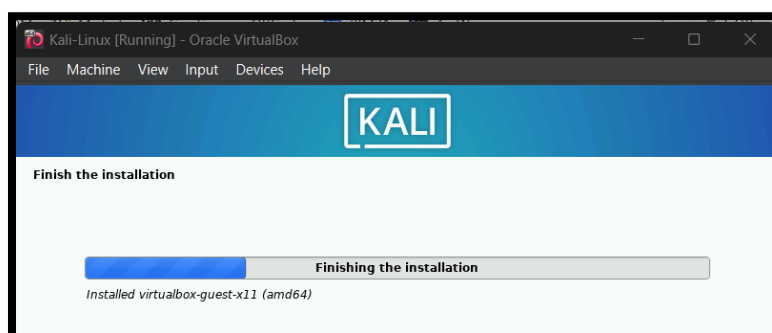 Kali-Linux [Running] - Oracle VirtualBox
File Machine View Input Devices Help
KALI
Finish the installation
Finishing the installation
Installed virtualbox-guest-x11 (amd64)